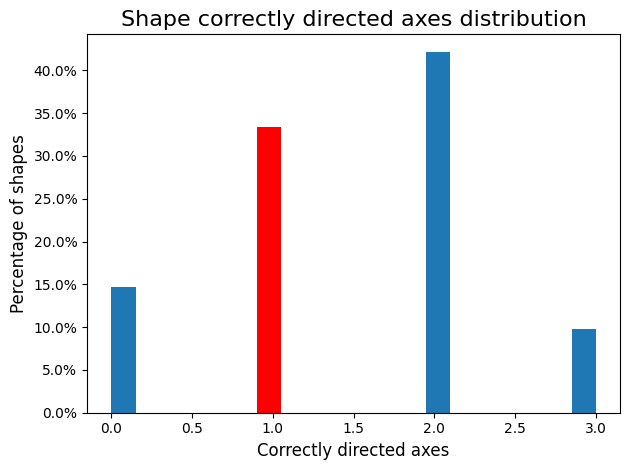 Shape correctly directed axes distribution
40.0%
35.0%
30.0%
25.0%
20.0%
15.0%
10.0%
5.0%
0.0%
Percentage of shapes
0.0 0.5 1.0 1.5 2.0 2.5 3.0
Correctly directed axes